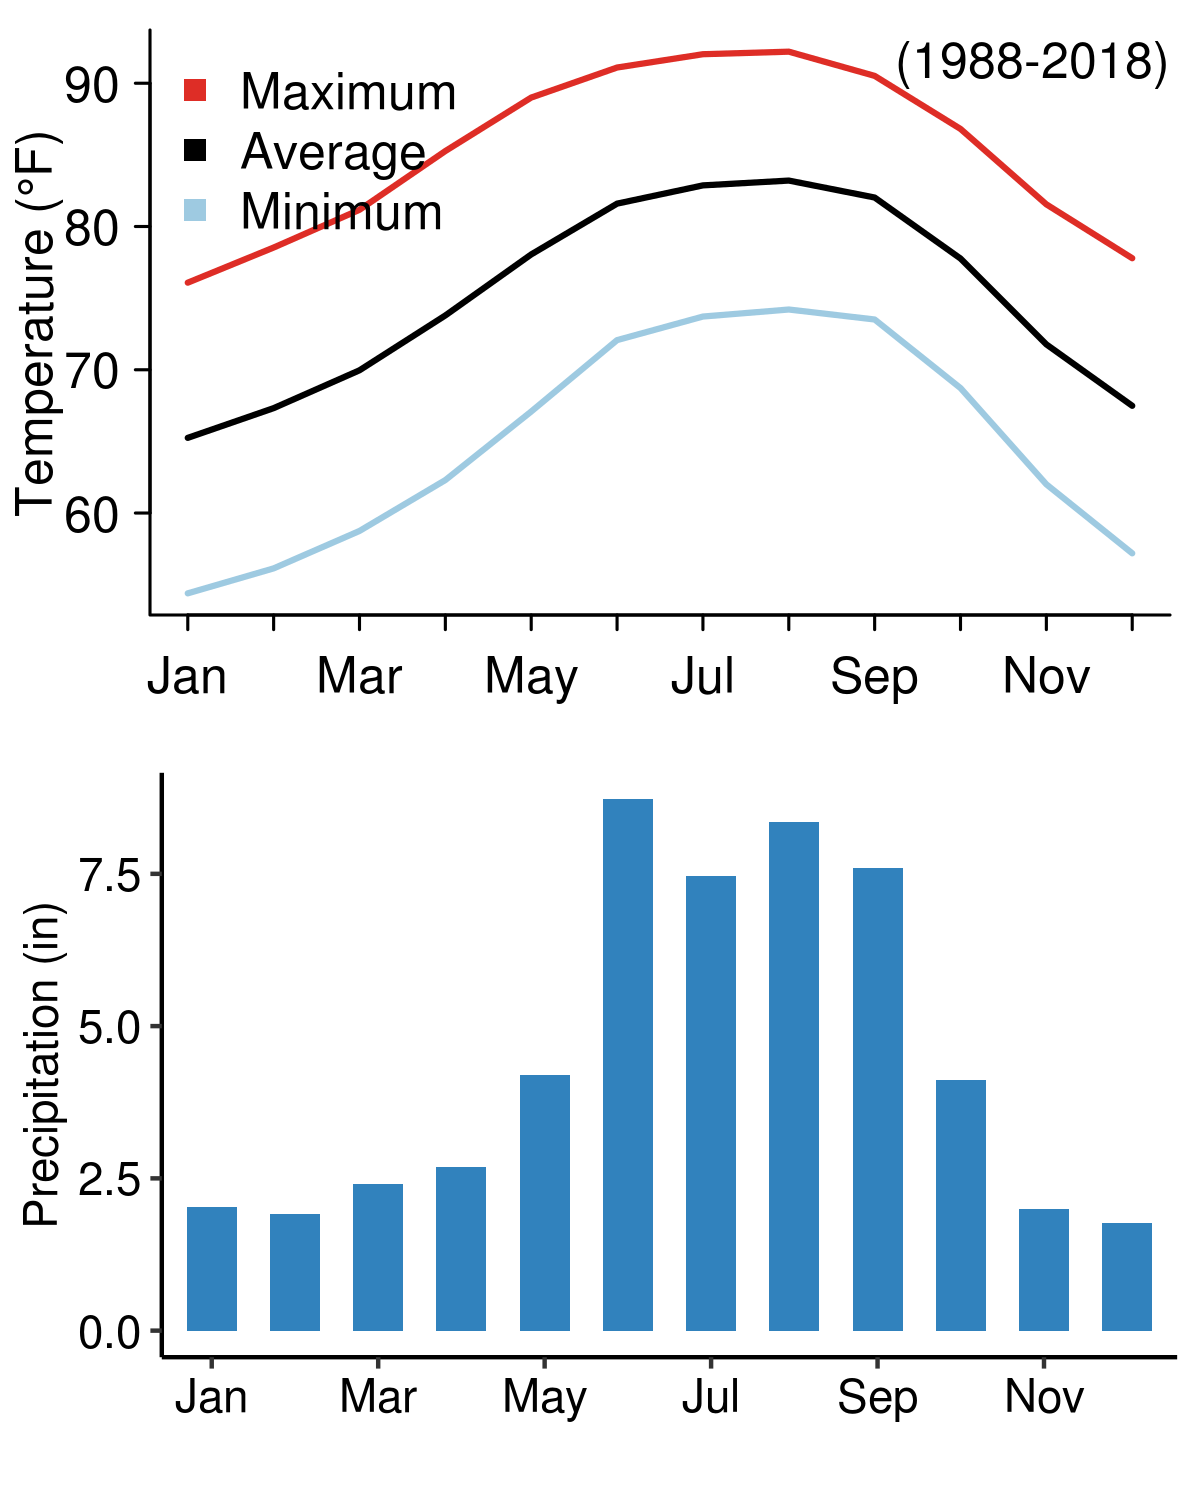 (1988-2018)
Maximum
Average
Minimum
Temperature (°F)
90
80
70
60
Jan Mar May Jul Sep Nov
Precipitation (in)
7.5
5.0
2.5
0.0
Jan Mar May Jul Sep Nov